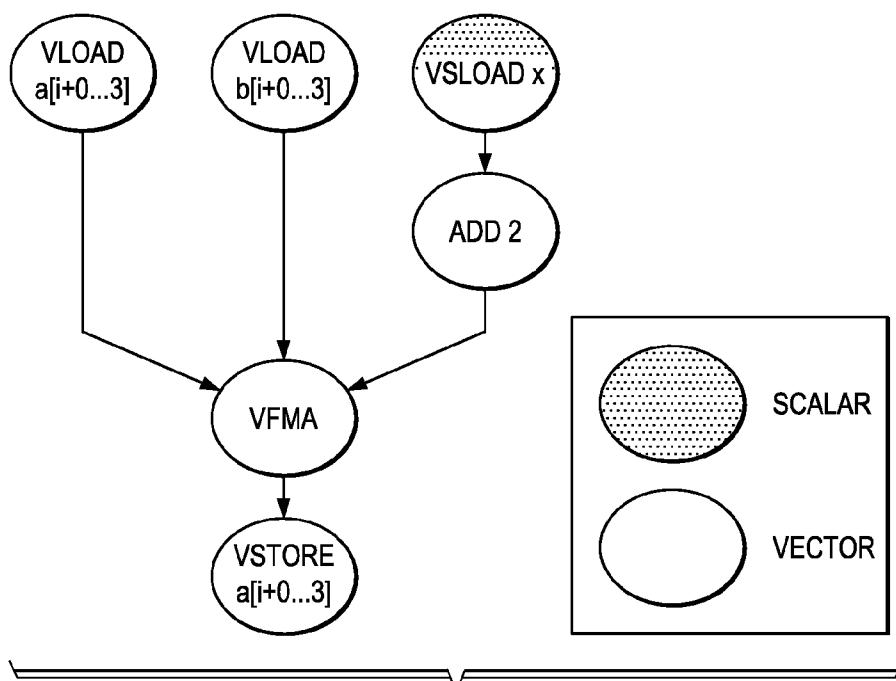 VLOAD
a[i+0...3]
VLOAD
b[i+0...3]
VSLOAD x
ADD 2
VFMA
VSTORE
a[i+0...3]
SCALAR
VECTOR